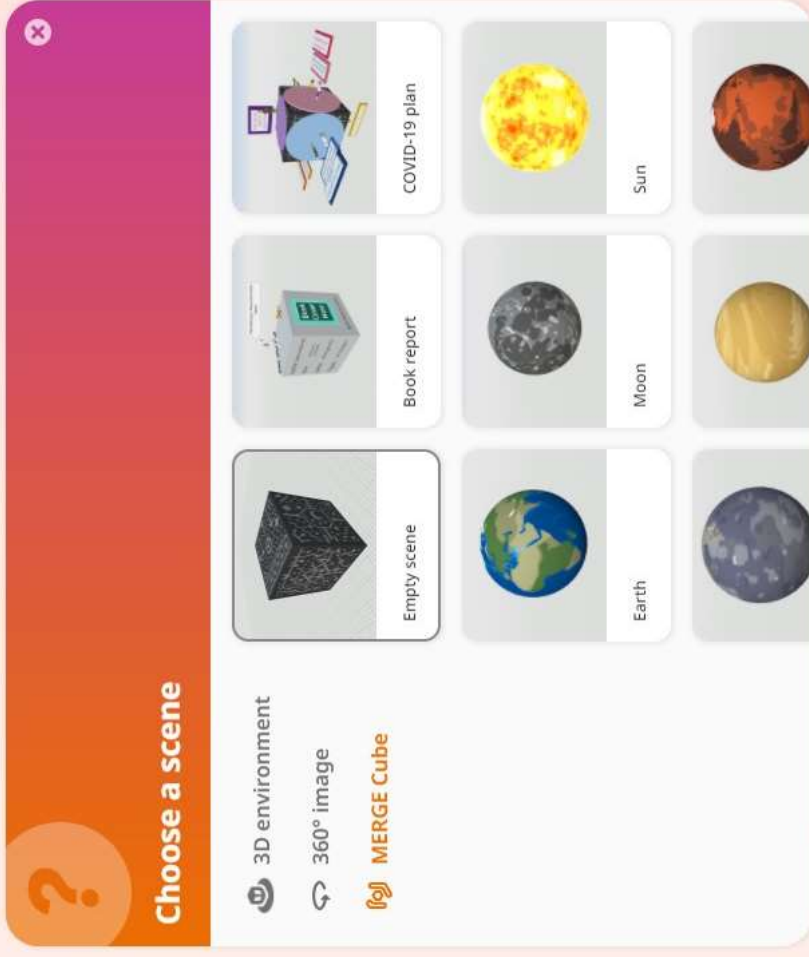 ?
Choose a scene
3D environment
360° image
MERGE Cube
Empty scene
Book report
COVID-19 plan
Earth
Moon
Sun